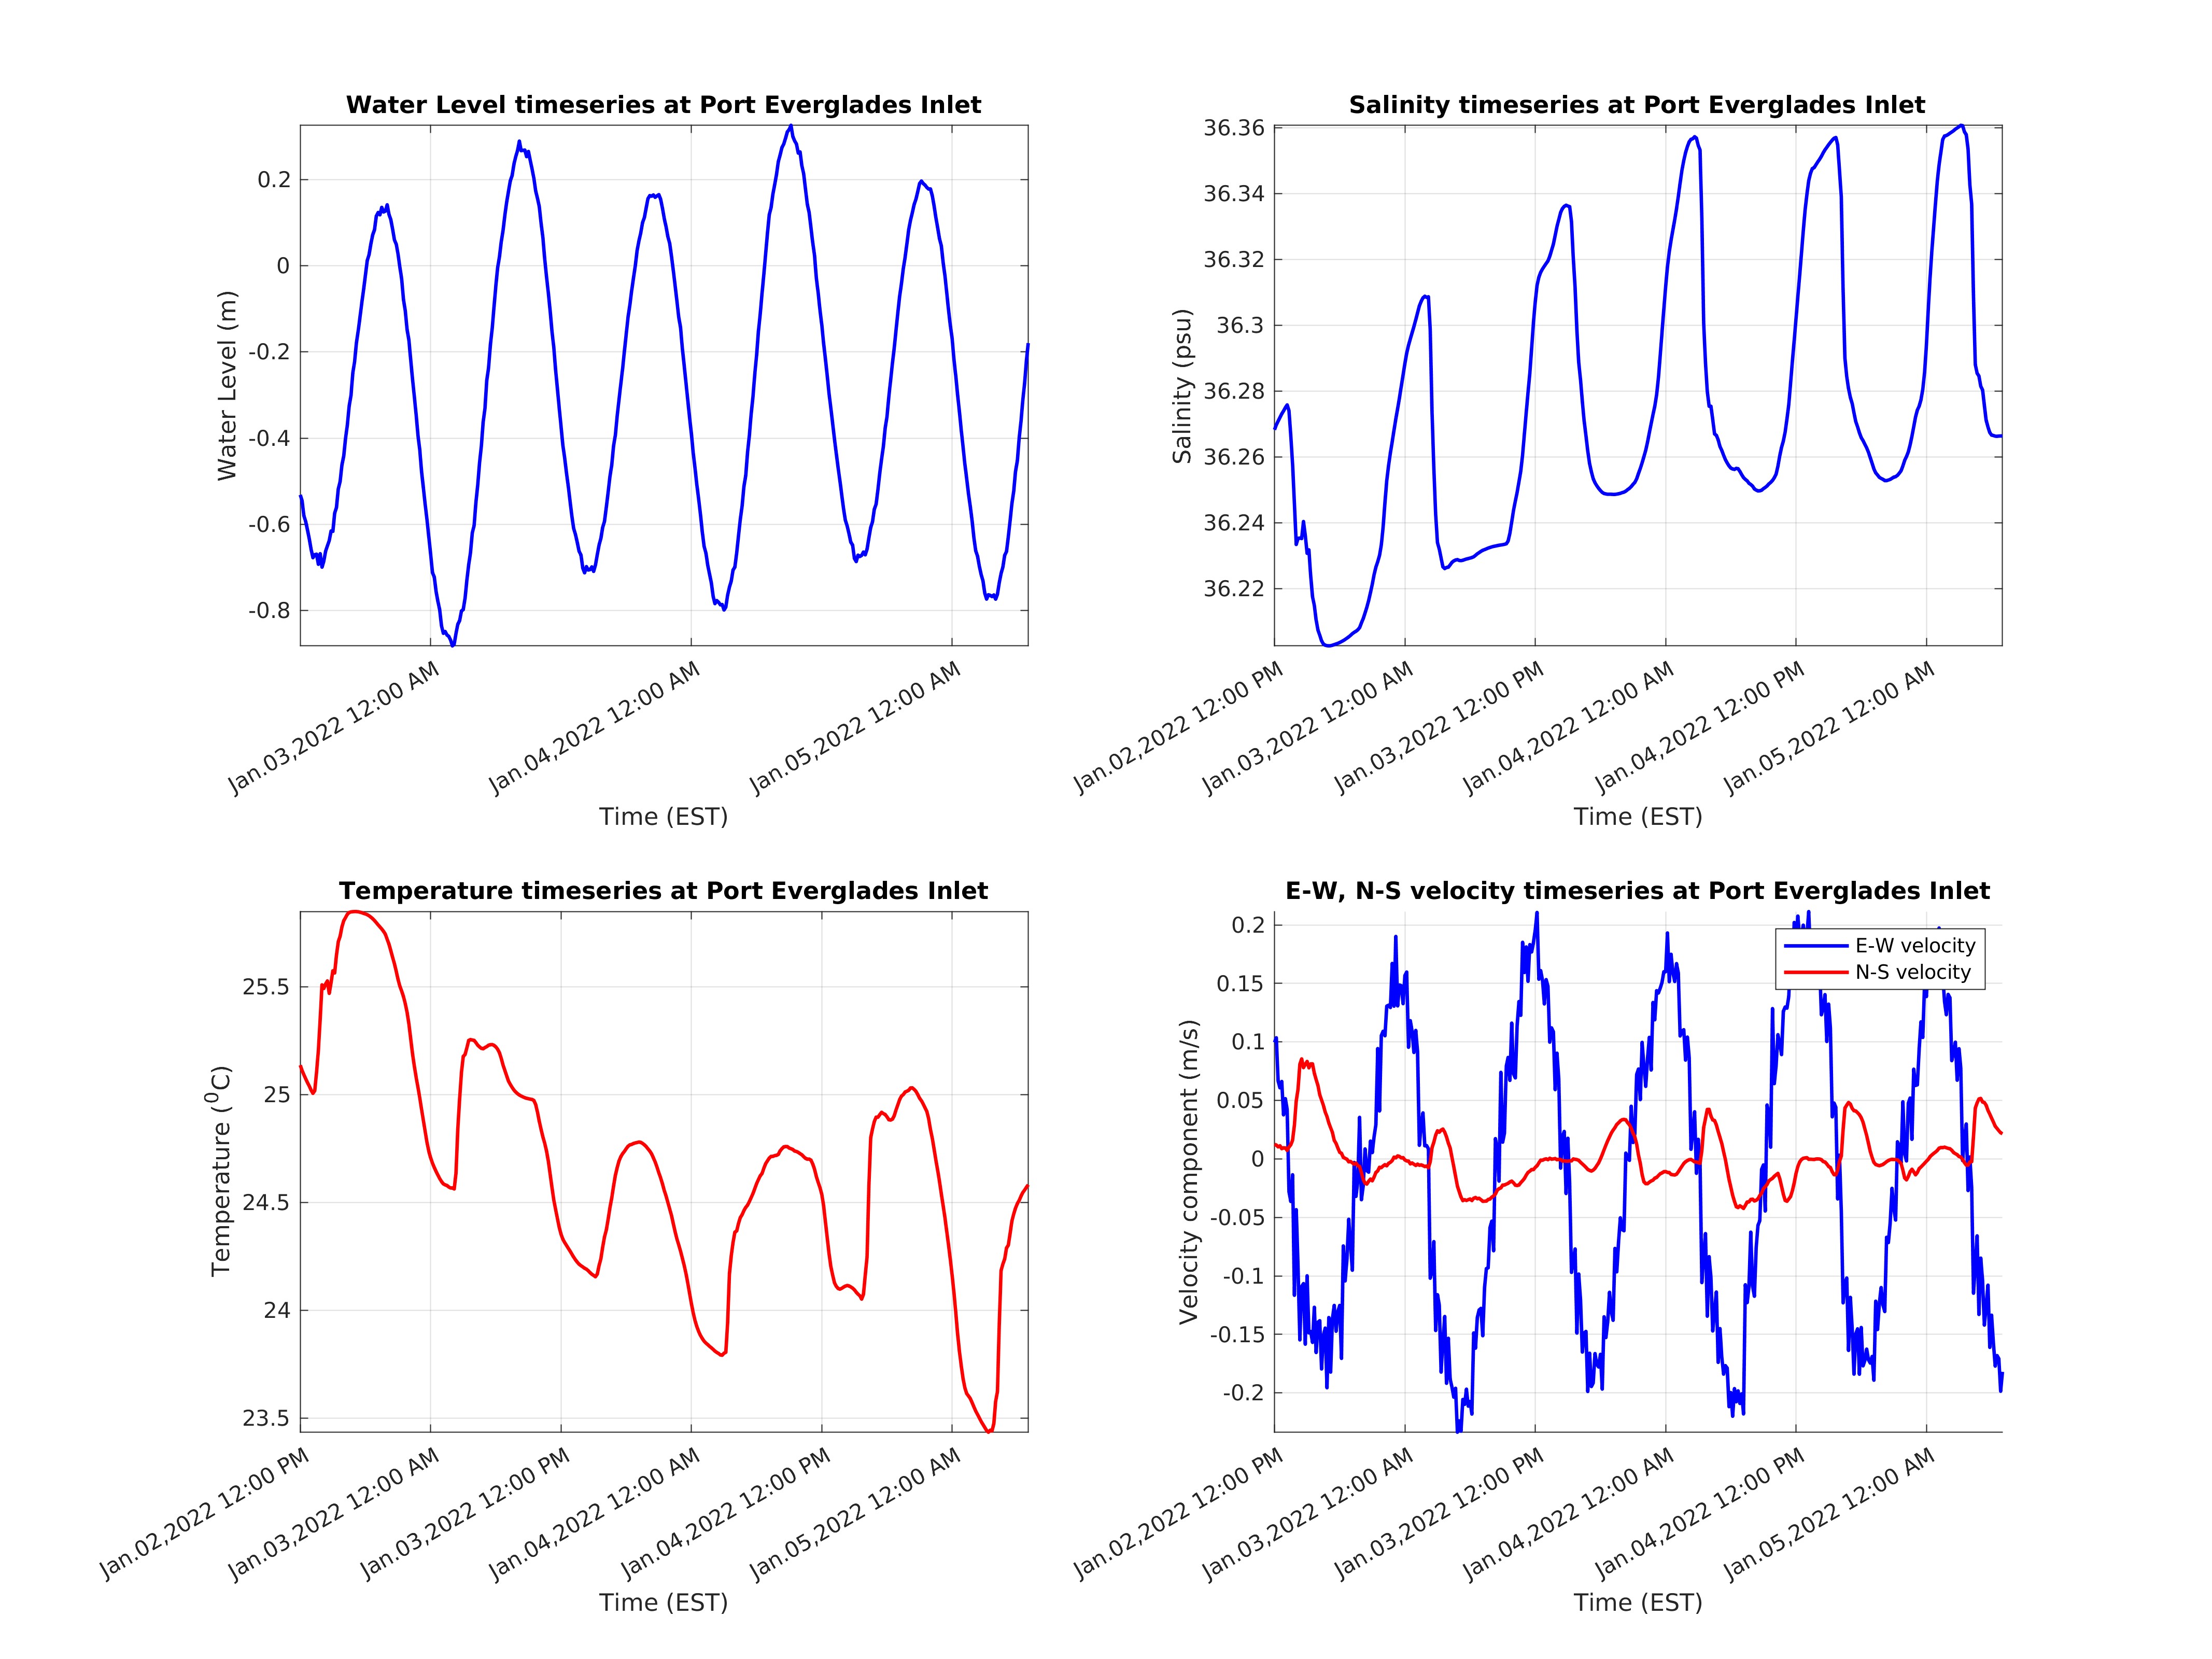 Water Level timeseries at Port Everglades Inlet
Water Level (m)
0.2
0
-0.2
-0.4
-0.6
-0.8
Jan.03,2022 12:00 AM
Jan.04,2022 12:00 AM
Jan.05,2022 12:00 AM
Time (EST)
Salinity timeseries at Port Everglades Inlet
Salinity (psu)
36.36
36.34
36.32
36.3
36.28
36.26
36.24
36.22
Jan.02,2022 12:00 PM
Jan.03,2022 12:00 AM
Jan.03,2022 12:00 PM
Jan.04,2022 12:00 AM
Jan.04,2022 12:00 PM
Jan.05,2022 12:00 AM
Time (EST)
Temperature timeseries at Port Everglades Inlet
Temperature (⁰C)
25.5
25
24.5
24
23.5
Jan.02,2022 12:00 PM
Jan.03,2022 12:00 AM
Jan.03,2022 12:00 PM
Jan.04,2022 12:00 AM
Jan.04,2022 12:00 PM
Jan.05,2022 12:00 AM
Time (EST)
E-W, N-S velocity timeseries at Port Everglades Inlet
Velocity component (m/s)
0.2
0.15
0.1
0.05
0
-0.05
-0.1
-0.15
-0.2
E-W velocity
N-S velocity
Jan.02,2022 12:00 PM
Jan.03,2022 12:00 AM
Jan.03,2022 12:00 PM
Jan.04,2022 12:00 AM
Jan.04,2022 12:00 PM
Jan.05,2022 12:00 AM
Time (EST)